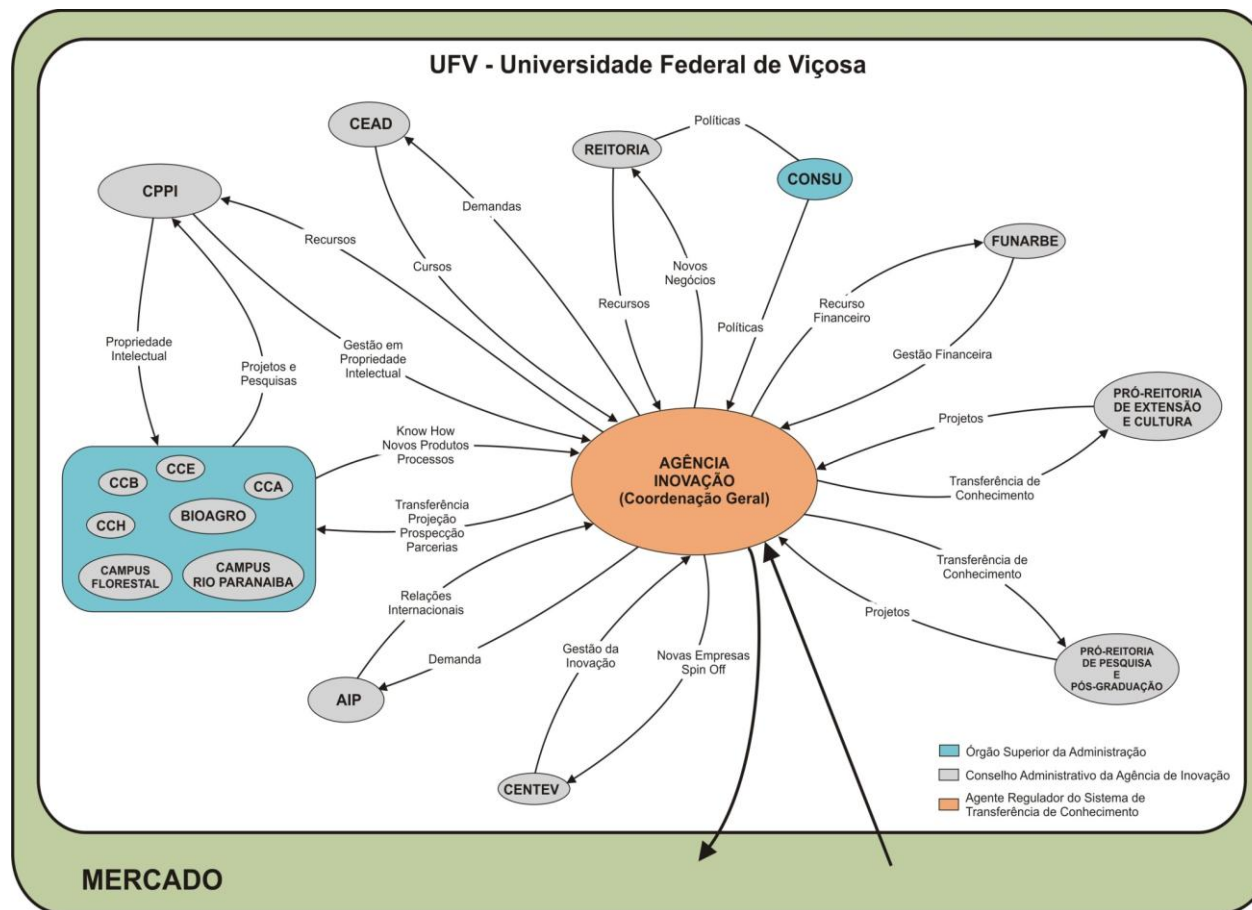 UFV - Universidade Federal de Viçosa
CEAD
Políticas
REITORIA
CONSU
CPPI
Demandas
Recursos
Cursos
Novos
Negócios
Recursos
Políticas
FUNARBE
Recurso
Financeiro
Gestão Financeira
Propriedade
Intelectual
Projetos e
Pesquisas
Gestão em
Propriedade
Intelectual
PRÓ-REITORIA
DE EXTENSÃO
E CULTURA
Projetos
Know How
Novos Produtos
Processos
AGÊNCIA
INOVAÇÃO
(Coordenação Geral)
Transferência de
Conhecimento
CCE
CCB
CCA
CCH
BIOAGRO
CAMPUS
FLORESTAL
CAMPUS
RIO PARANAIBA
Transferência
Projeção
Prospecção
Parcerias
Transferência de
Conhecimento
Projetos
Relações
Internacionais
Demanda
Gestão da
Inovação
Novas Empresas
Spin Off
PRÓ-REITORIA
DE PESQUISA
E
PÓS-GRADUAÇÃO
AIP
CENTEV
Órgão Superior da Administração
Conselho Administrativo da Agência de Inovação
Agente Regulador do Sistema de
Transferência de Conhecimento
MERCADO